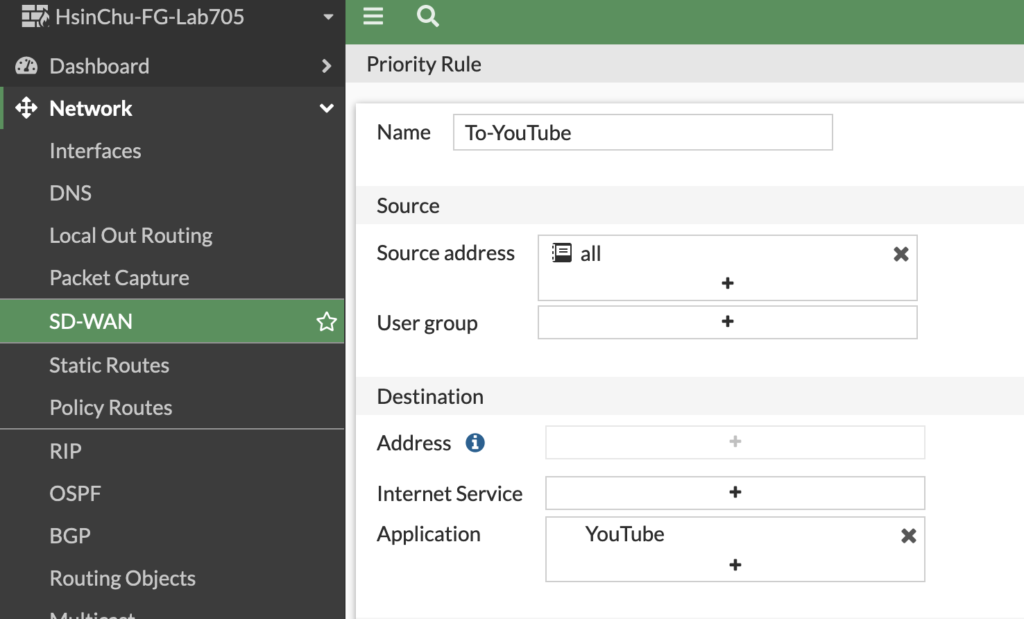 HsinChu-FG-Lab705
Dashboard
Network
Interfaces
DNS
Local Out Routing
Packet Capture
SD-WAN
Static Routes
Policy Routes
RIP
OSPF
BGP
Routing Objects
Multicast
Priority Rule
Name To-YouTube
Source
Source address all
User group
Destination
Address
Internet Service
Application YouTube